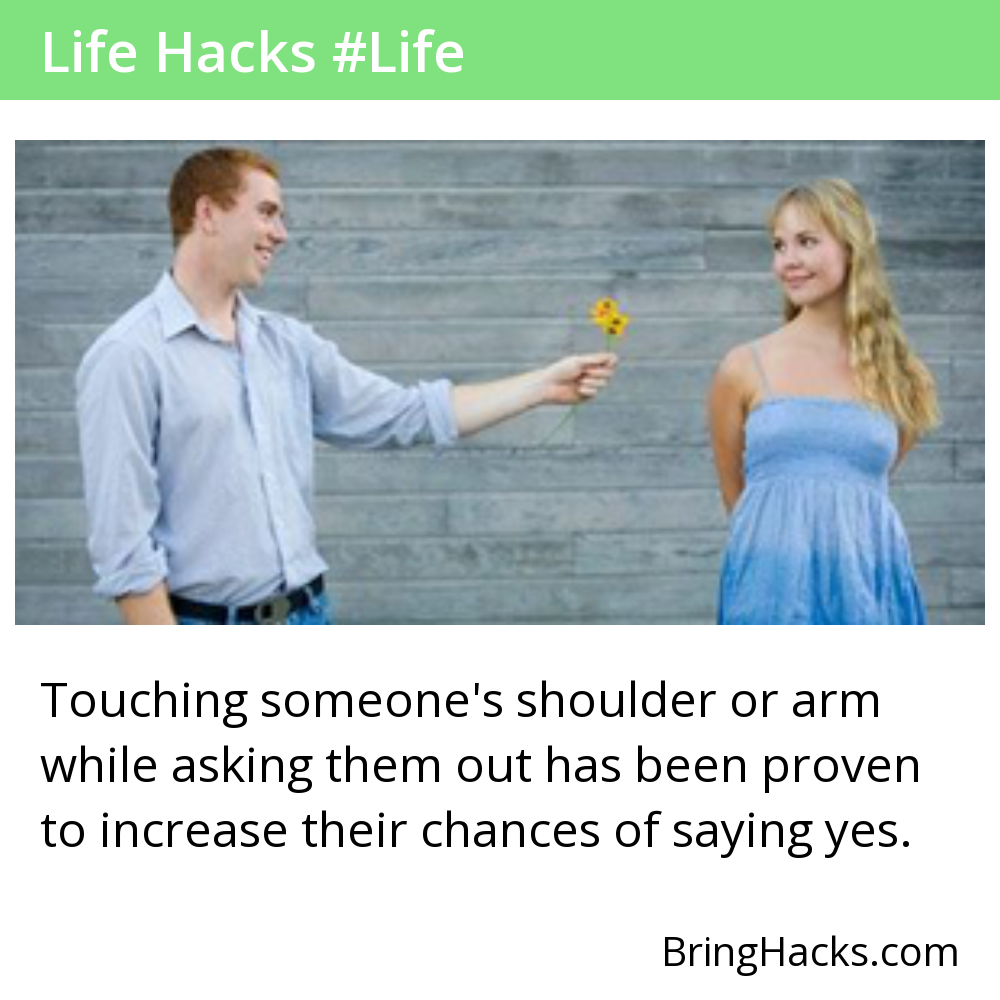 Life Hacks #Life
Touching someone's shoulder or arm
while asking them out has been proven
to increase their chances of saying yes.
BringHacks.com